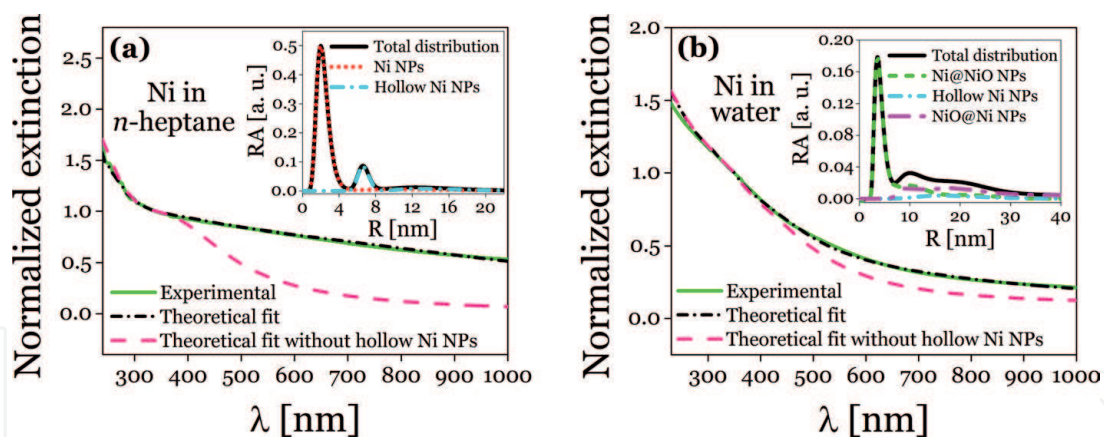 Normalized extinction
(a)
Ni in
n-heptane
2.5
2.0
1.5
1.0
0.5
0.0
300 400 500 600 700 800 900 1000
λ [nm]
Experimental
Theoretical fit
Theoretical fit without hollow Ni NPs
RA [a. u.]
0.5
0.4
0.3
0.2
0.1
0.0
0 4 8 12 16 20
R [nm]
Total distribution
Ni NPs
Hollow Ni NPs
Normalized extinction
(b)
Ni in
water
2.0
1.5
1.0
0.5
0.0
300 400 500 600 700 800 900 1000
λ [nm]
Experimental
Theoretical fit
Theoretical fit without hollow Ni NPs
RA [a. u.]
0.20
0.16
0.12
0.08
0.04
0.00
0 10 20 30 40
R [nm]
Total distribution
Ni@NiO NPs
Hollow Ni NPs
NiO@Ni NPs